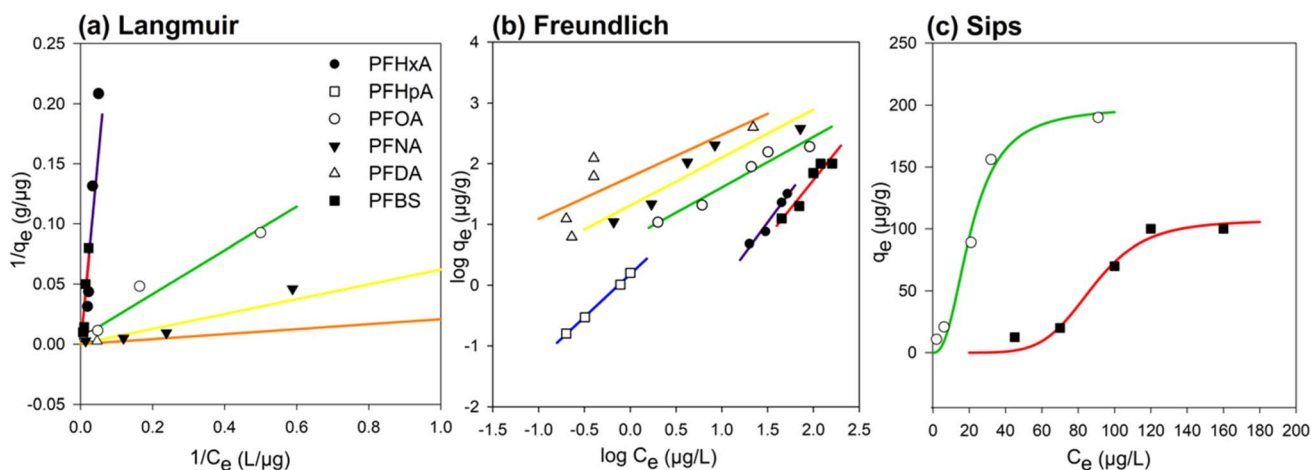 (a) Langmuir
0.25
0.20
0.15
0.10
0.05
0.00
-0.05
1/qe (g/µg)
PFHxA
PFHpA
PFOA
PFNA
PFDA
PFBS
0.0 0.2 0.4 0.6 0.8 1.0
1/Ce (L/µg)
(b) Freundlich
4
3
2
1
0
-1
-2
log qe (µg/g)
-1.5 -1.0 -0.5 0.0 0.5 1.0 1.5 2.0 2.5
log Ce (µg/L)
(c) Sips
250
200
150
100
50
0
qe (µg/g)
0 20 40 60 80 100 120 140 160 180 200
Ce (µg/L)